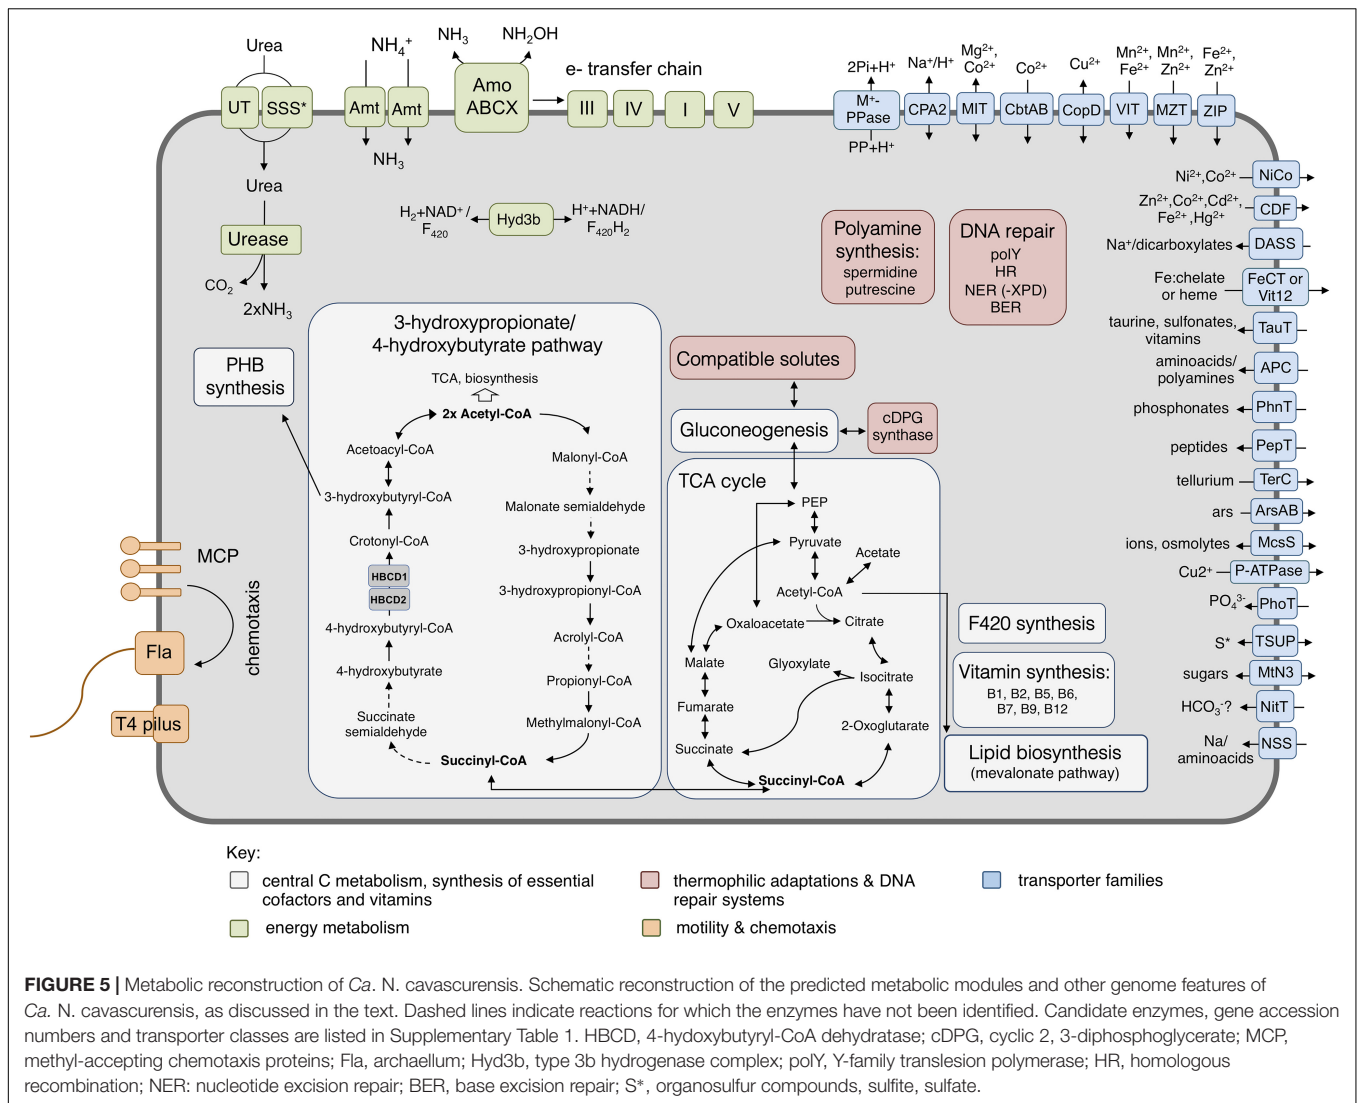 Urea
NH₄⁺
NH₃
NH₂OH
Amo
ABCX
e- transfer chain
UT
SSS*
Amt
Amt
III
IV
I
V
NH₃
Urea
Urease
CO₂
2xNH₃
H₂+NAD⁺/
F₄₂₀
Hyd3b
H⁺+NADH/
F₄₂₀H₂
2Pi+H⁺
Na⁺/H⁺
Mg²⁺,
Co²⁺
Co²⁺
Cu²⁺
Mn²⁺,
Fe²⁺
Mn²⁺,
Zn²⁺
Fe²⁺,
Zn²⁺
M⁺-
PPase
CPA2
MIT
CbtAB
CopD
VIT
MZT
ZIP
PP+H⁺
Ni²⁺,Co²⁺
NiCo
Zn²⁺,Co²⁺,Cd²⁺,
Fe²⁺,Hg²⁺
CDF
Na⁺/dicarboxylates
DASS
Fe:chelate
or heme
FeCT or
Vit12
taurine, sulfonates,
vitamins
TauT
aminoacids/
polyamines
APC
phosphonates
PhnT
peptides
PepT
tellurium
TerC
ars
ArsAB
ions, osmolytes
McsS
Cu2⁺
P-ATPase
PO₄³⁻
PhoT
S*
TSUP
sugars
MtN3
HCO₃⁻?
NitT
Na/
aminoacids
NSS
Polyamine
synthesis:
spermidine
putrescine
DNA repair
polY
HR
NER (-XPD)
BER
PHB
synthesis
3-hydroxypropionate/
4-hydroxybutyrate pathway
TCA, biosynthesis
2x Acetyl-CoA
Acetoacyl-CoA
3-hydroxybutyryl-CoA
Crotonyl-CoA
HBCD1
HBCD2
4-hydroxybutyryl-CoA
4-hydroxybutyrate
Succinate
semialdehyde
Succinyl-CoA
Malonyl-CoA
Malonate semialdehyde
3-hydroxypropionate
3-hydroxypropionyl-CoA
Acrolyl-CoA
Propionyl-CoA
Methylmalonyl-CoA
Compatible solutes
Gluconeogenesis
cDPG
synthase
TCA cycle
PEP
Pyruvate
Acetate
Acetyl-CoA
Oxaloacetate
Citrate
Malate
Glyoxylate
Isocitrate
Fumarate
2-Oxoglutarate
Succinate
Succinyl-CoA
F420 synthesis
Vitamin synthesis:
B1, B2, B5, B6,
B7, B9, B12
Lipid biosynthesis
(mevalonate pathway)
MCP
chemotaxis
Fla
T4 pilus
Key:
central C metabolism, synthesis of essential
cofactors and vitamins
energy metabolism
thermophilic adaptations & DNA
repair systems
motility & chemotaxis
transporter families
FIGURE 5 | Metabolic reconstruction of Ca. N. cavascurensis. Schematic reconstruction of the predicted metabolic modules and other genome features of
Ca. N. cavascurensis, as discussed in the text. Dashed lines indicate reactions for which the enzymes have not been identified. Candidate enzymes, gene accession
numbers and transporter classes are listed in Supplementary Table 1. HBCD, 4-hydoxybutyryl-CoA dehydratase; cDPG, cyclic 2, 3-diphosphoglycerate; MCP,
methyl-accepting chemotaxis proteins; Fla, archaellum; Hyd3b, type 3b hydrogenase complex; polY, Y-family translesion polymerase; HR, homologous
recombination; NER: nucleotide excision repair; BER, base excision repair; S*, organosulfur compounds, sulfite, sulfate.